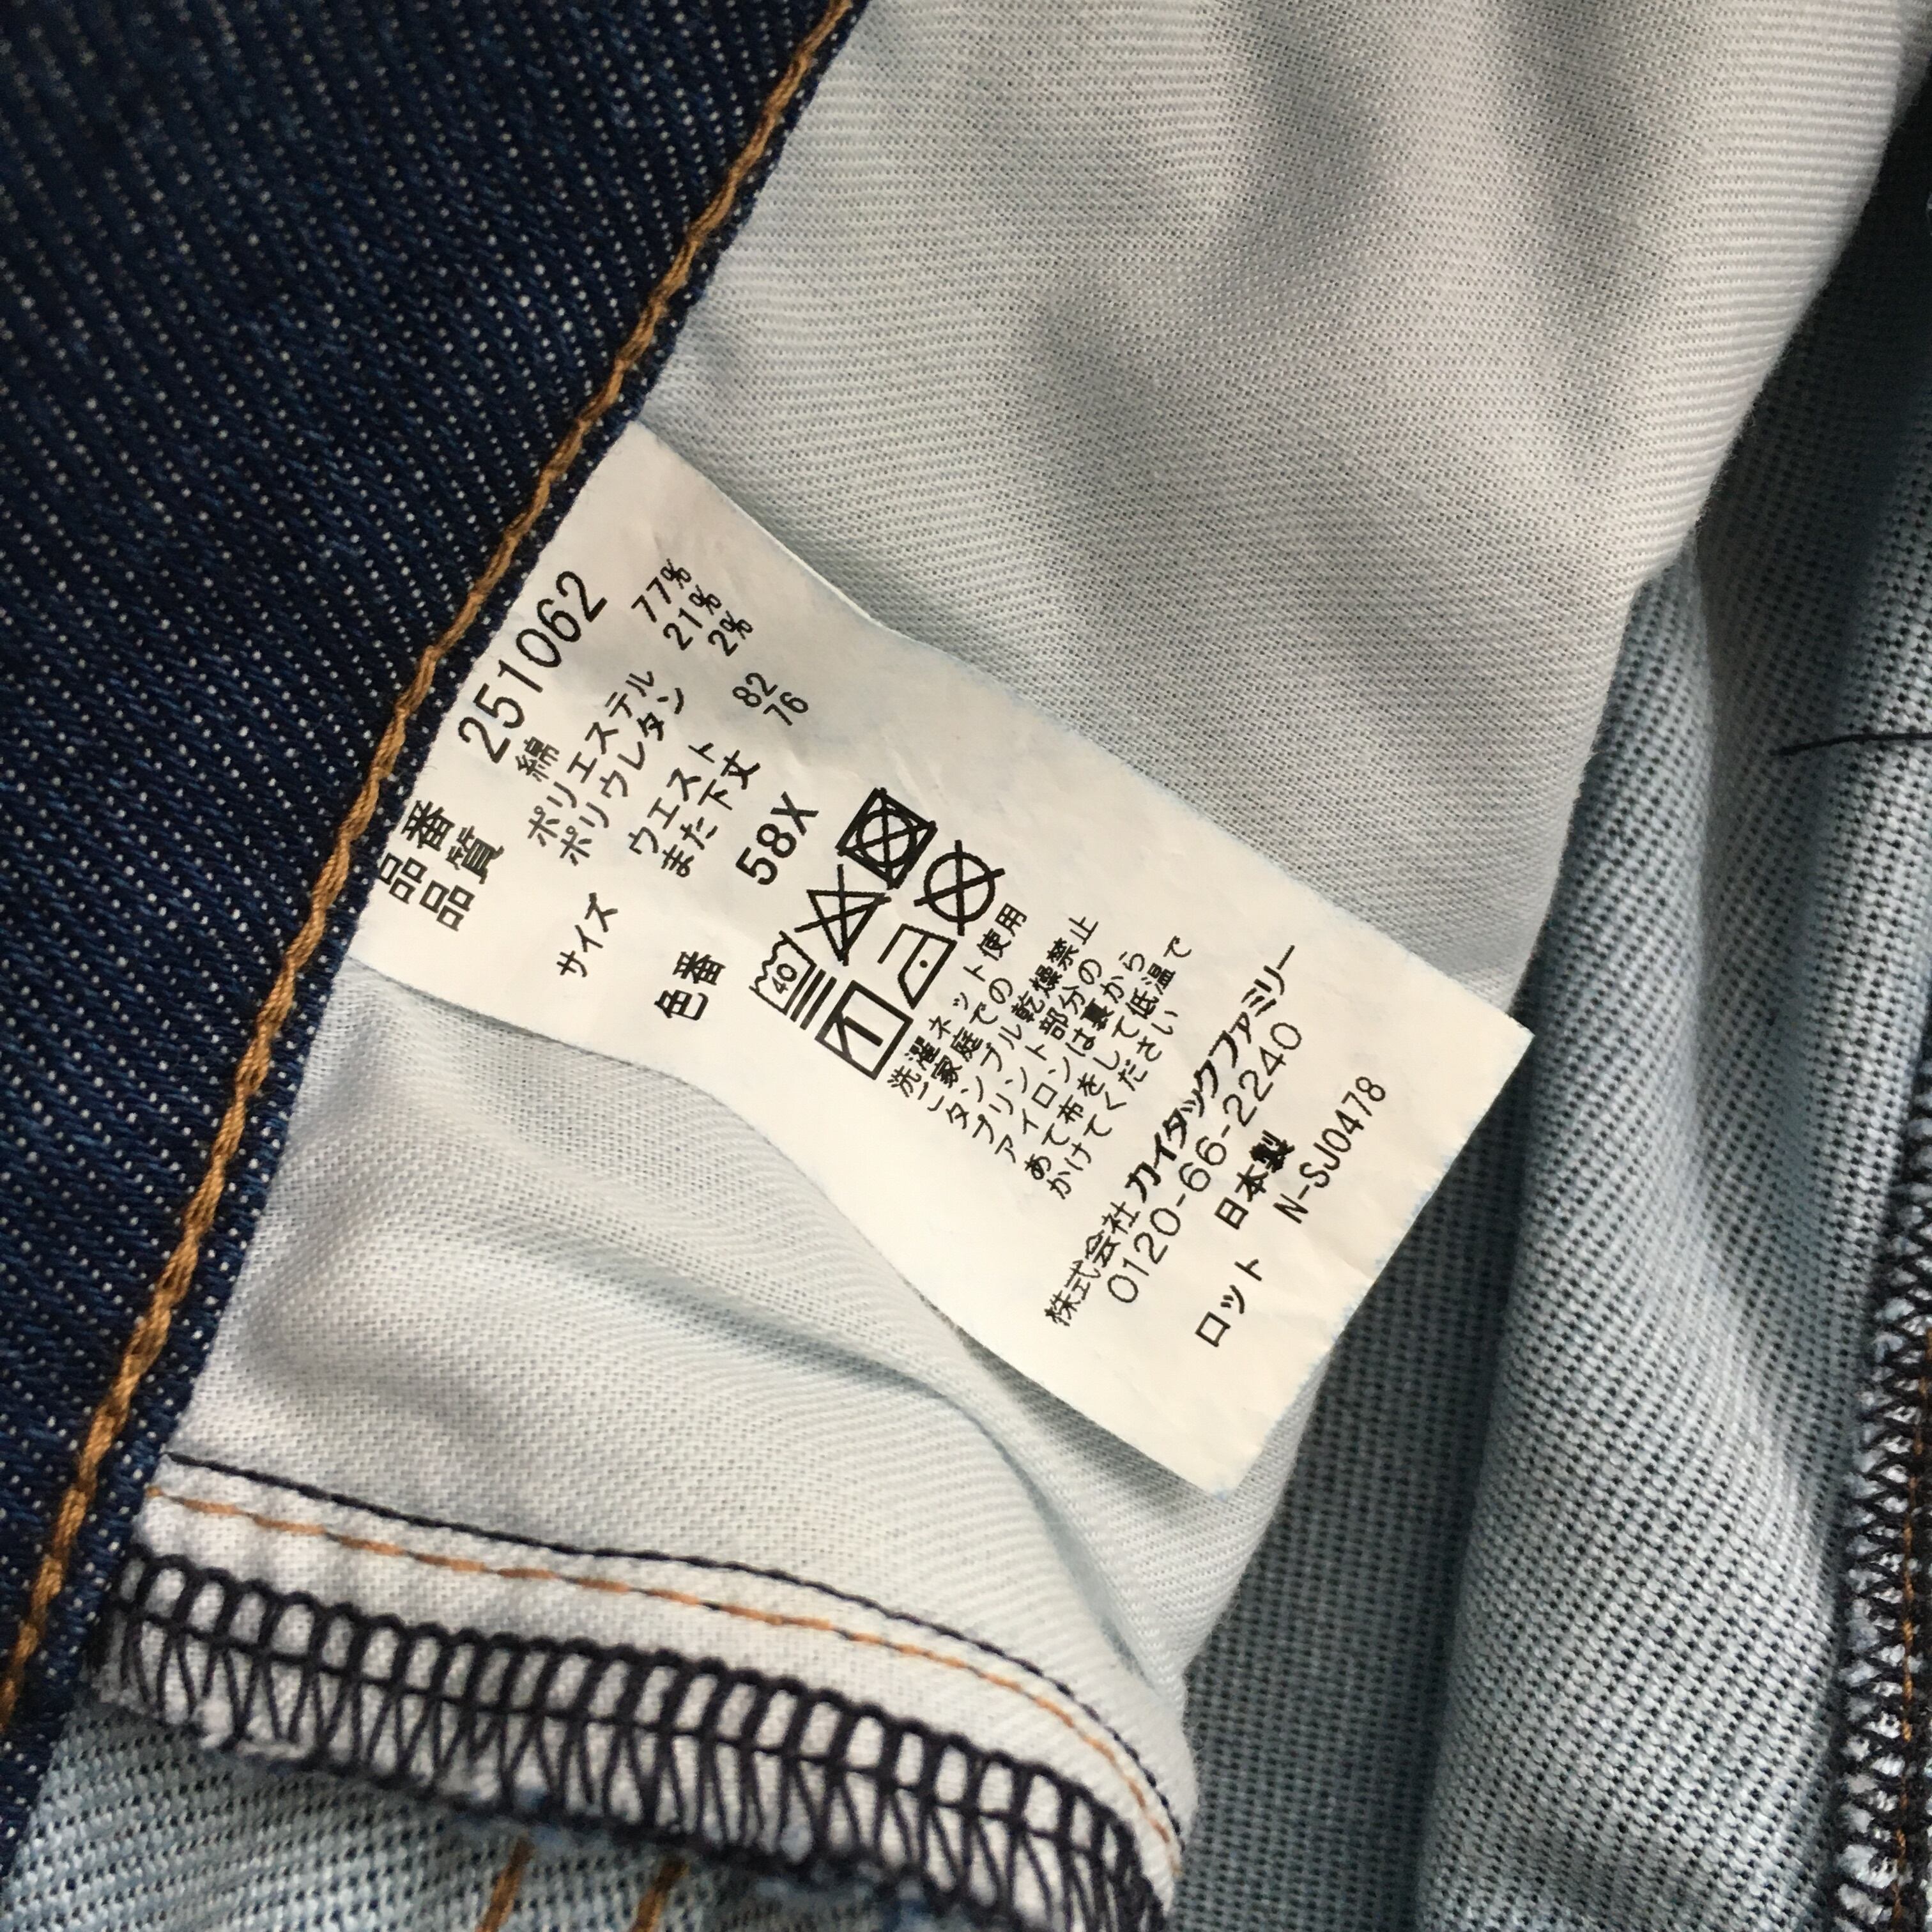 品番 251062
品質 綿 77%
ポリエステル 21%
ポリウレタン 2%
サイズ ウエスト 82
また下丈 76
色番 58X
40
洗濯ネット使用
ご家庭での
タンブル乾燥禁止
プリント部分の
アイロンは裏から
あて布をして低温で
かけてください
株式会社カイタックファミリー
0120-66-2240
日本製
ロット N-SJ0478